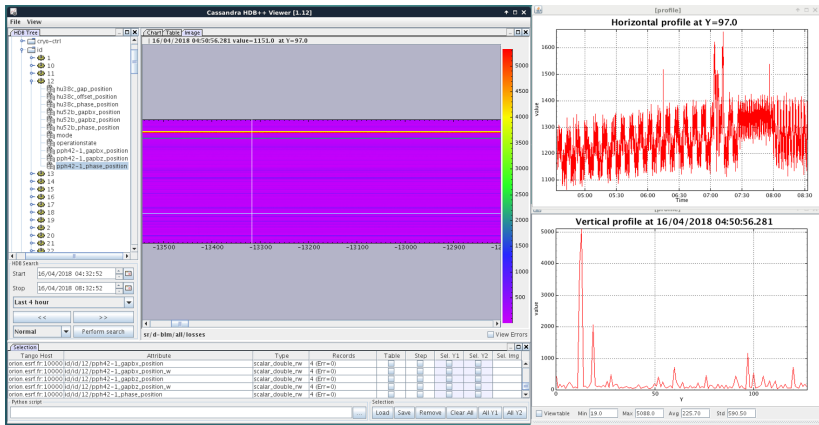 Cassandra HDB++ Viewer [1.12]
File View
HDB Tree
cryo-ctrl
id
1
10
11
12
hu38c_gap_position
hu38c_offset_position
hu38c_phase_position
hu52b_gapbx_position
hu52b_gapbz_position
hu52b_phase_position
mode
operationstate
pph42-1_gapbx_position
pph42-1_gapbz_position
pph42-1_phase_position
13
14
15
16
17
18
19
2
20
21
22
HDB Search
Start 16/04/2018 04:32:52
Stop 16/04/2018 08:32:52
Last 4 hour
<< >>
Normal Perform search
Chart Table Image
16/04/2018 04:50:56.281 value=1151.0 at Y=97.0
5000
4500
4000
3500
3000
2500
2000
1500
1000
500
-13500 -13400 -13300 -13200 -13100 -13000 -12900 -12
sr/d-blm/all/losses
View Errors
Selection
Tango Host Attribute Type Records Table Step Sel. Y1 Sel. Y2 Sel. Img
orion.esrf.fr:10000 id/id/12/pph42-1_gapbx_position scalar_double_rw 4 (Err=0)
orion.esrf.fr:10000 id/id/12/pph42-1_gapbx_position_w scalar_double_rw 4 (Err=0)
orion.esrf.fr:10000 id/id/12/pph42-1_gapbz_position scalar_double_rw 4 (Err=0)
orion.esrf.fr:10000 id/id/12/pph42-1_gapbz_position_w scalar_double_rw 4 (Err=0)
orion.esrf.fr:10000 id/id/12/pph42-1_phase_position scalar_double_rw 4 (Err=0)
Python script
...
Selection
Load Save Remove Clear All All Y1 All Y2
[profile]
Horizontal profile at Y=97.0
value
1600
1500
1400
1300
1200
1100
05:00 05:30 06:00 06:30 07:00 07:30 08:00 08:30
Time
[profile]
Vertical profile at 16/04/2018 04:50:56.281
value
5000
4000
3000
2000
1000
0
0 50 100
Y
Viewtable Min 19.0 Max 5088.0 Avg 225.70 Std 590.50